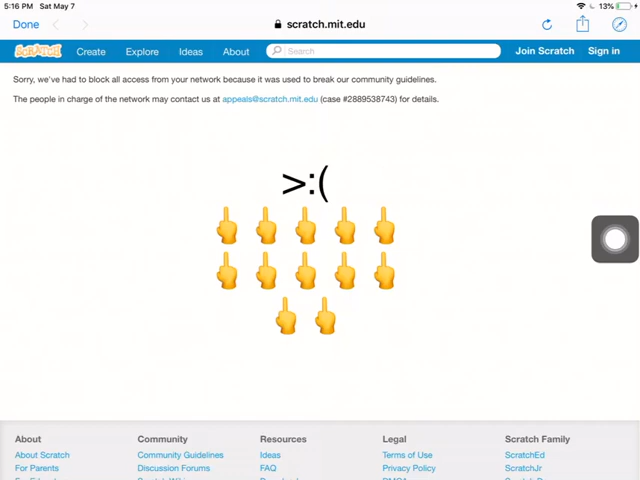 5:16 PM Sat May 7
13%
Done
scratch.mit.edu
SCRATCH Create Explore Ideas About Search Join Scratch Sign in
Sorry, we've had to block all access from your network because it was used to break our community guidelines.
The people in charge of the network may contact us at appeals@scratch.mit.edu (case #2889538743) for details.
>:(
🖕 🖕 🖕 🖕 🖕
🖕 🖕 🖕 🖕 🖕
🖕 🖕
About Community Resources Legal Scratch Family
About Scratch Community Guidelines Ideas Terms of Use ScratchEd
For Parents Discussion Forums FAQ Privacy Policy ScratchJr